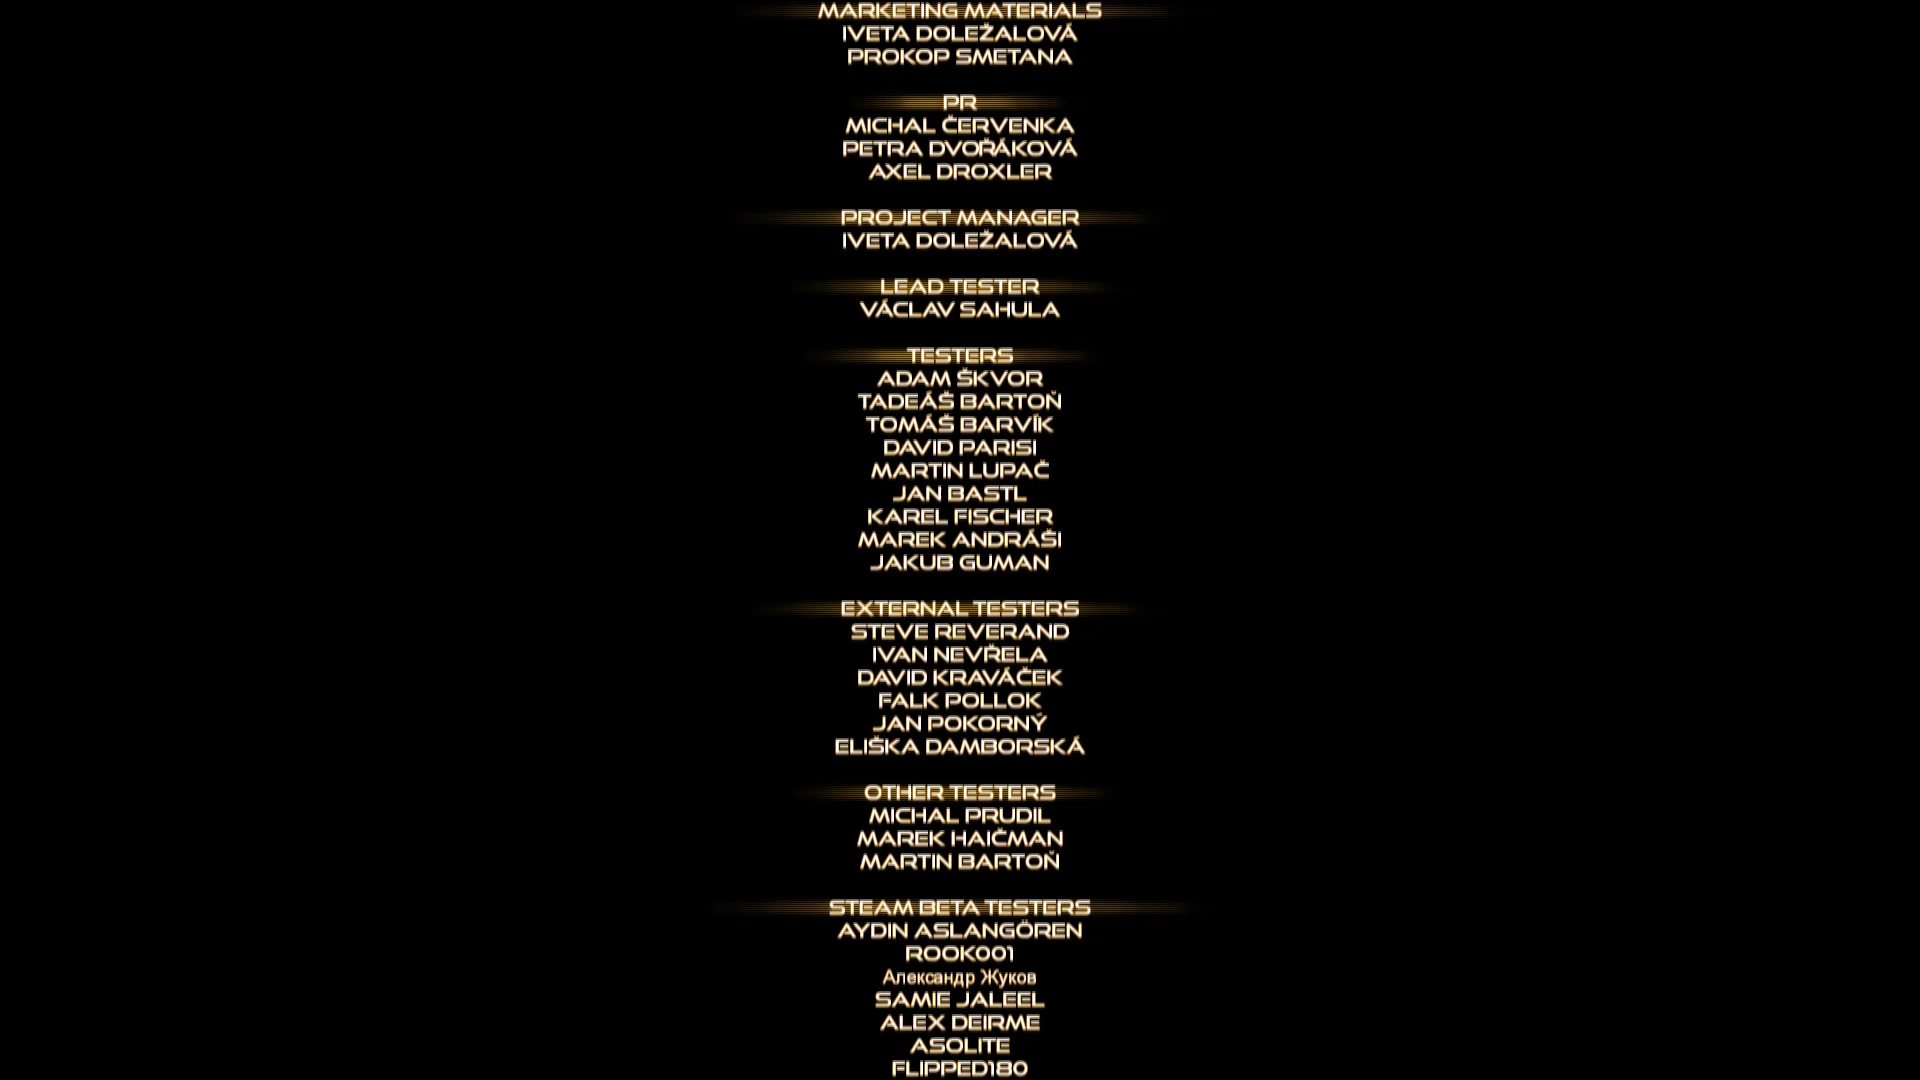 MARKETING MATERIALS
IVETA DOLEŽALOVÁ
PROKOP SMETANA
PR
MICHAL ČERVENKA
PETRA DVOŘÁKOVÁ
AXEL DROXLER
PROJECT MANAGER
IVETA DOLEŽALOVÁ
LEAD TESTER
VÁCLAV SAHULA
TESTERS
ADAM ŠKVOR
TADEÁŠ BARTOŇ
TOMÁŠ BARVÍK
DAVID PARISI
MARTIN LUPAČ
JAN BASTL
KAREL FISCHER
MAREK ANDRÁŠI
JAKUB GUMAN
EXTERNAL TESTERS
STEVE REVERAND
IVAN NEVŘELA
DAVID KRAVÁČEK
FALK POLLOK
JAN POKORNÝ
ELIŠKA DAMBORSKÁ
OTHER TESTERS
MICHAL PRUDIL
MAREK HAIČMAN
MARTIN BARTOŇ
STEAM BETA TESTERS
AYDIN ASLANGÖREN
ROOK001
Александр Жуков
SAMIE JALEEL
ALEX DEIRME
ASOLITE
FLIPPED180